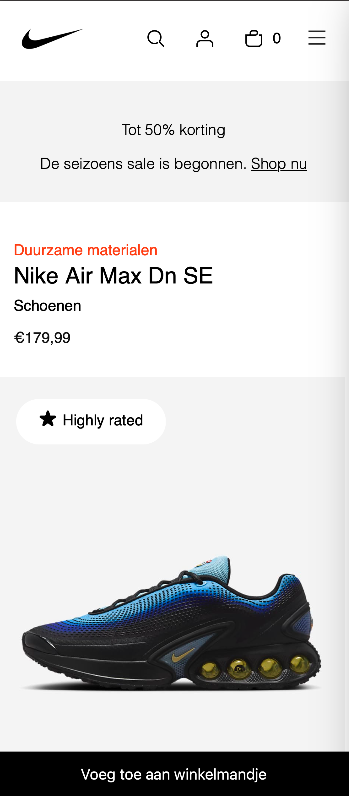 0
Tot 50% korting
De seizoens sale is begonnen. Shop nu
Duurzame materialen
Nike Air Max Dn SE
Schoenen
€179,99
Highly rated
Voeg toe aan winkelmandje